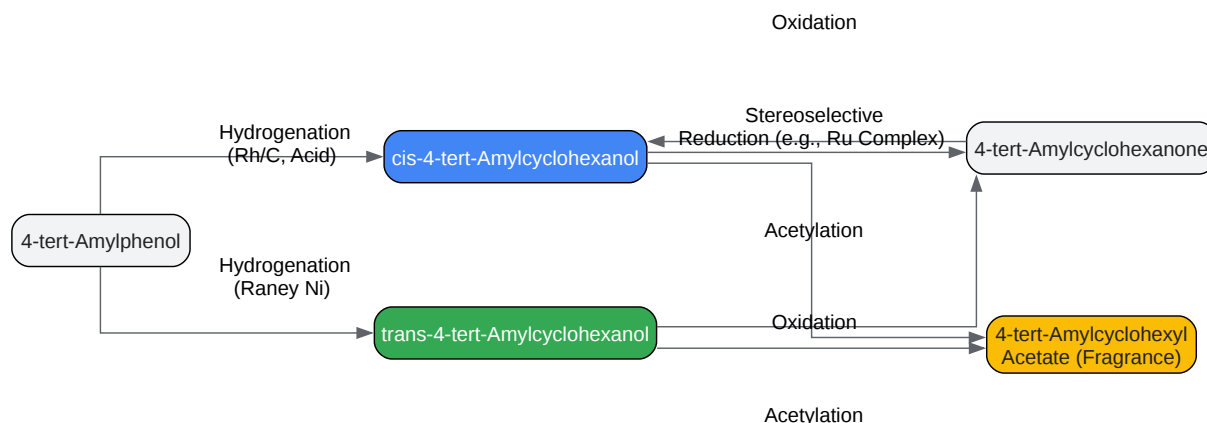 Oxidation
Stereoselective
Reduction (e.g., Ru Complex)
Hydrogenation
(Rh/C, Acid)
cis-4-tert-Amylcyclohexanol
4-tert-Amylcyclohexanone
4-tert-Amylphenol
Acetylation
Hydrogenation
(Raney Ni)
trans-4-tert-Amylcyclohexanol
Oxidation
4-tert-Amylcyclohexyl
Acetate (Fragrance)
Acetylation